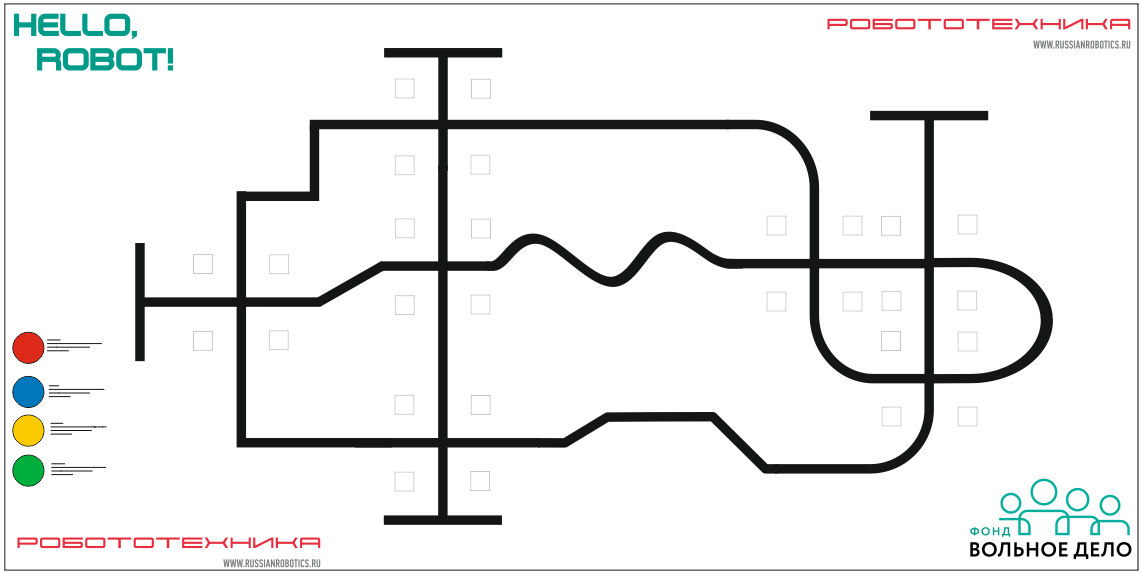 HELLO,
ROBOT!
РОБОТОТЕХНИКА
WWW.RUSSIANROBOTICS.RU
РОБОТОТЕХНИКА
WWW.RUSSIANROBOTICS.RU
ФОНД
ВОЛЬНОЕ ДЕЛО